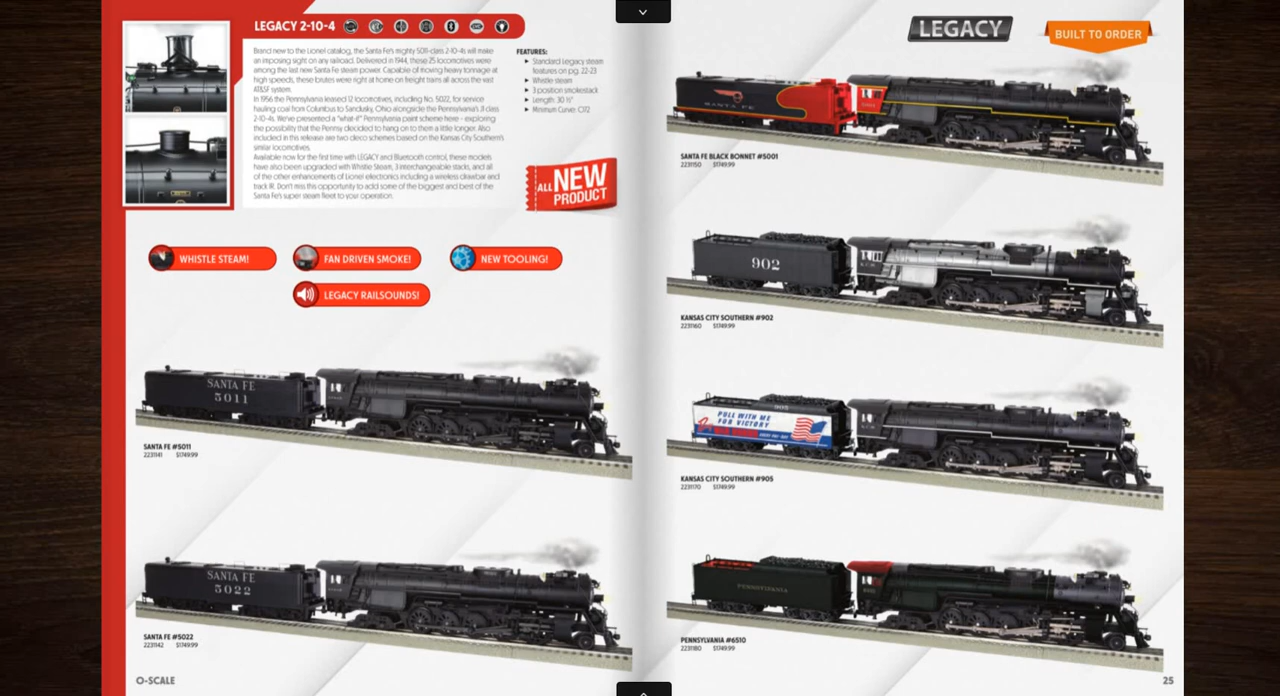 LEGACY 2-10-4
Brand new to the Lionel catalog, the Santa Fe's mighty 5011-class 2-10-4s will make
an imposing sight on any railroad. Delivered in 1944, these 25 locomotives were
among the last new Santa Fe steam power. Capable of moving heavy tonnage at
high speeds, these brutes were right at home on freight trains all across the vast
AT&SF system.
In 1956 the Pennsylvania leased 12 locomotives, including No. 5022, for service
hauling coal from Columbus to Sandusky, Ohio alongside the Pennsylvania's J1 class
2-10-4s. We've presented a "what-if" Pennsylvania paint scheme here - exploring
the possibility that the Pennsy decided to hang on to them a little longer. Also
included in this release are two deco schemes based on the Kansas City Southern's
similar locomotives.
Available now for the first time with LEGACY and Bluetooth control, these models
have also been upgraded with Whistle Steam, 3 interchangeable stacks, and all
of the other enhancements of Lionel electronics including a wireless drawbar and
track IR. Don't miss this opportunity to add some of the biggest and best of the
Santa Fe's super steam fleet to your operation.
FEATURES:
Standard Legacy steam
features on pg. 22-23
Whistle steam
3 position smokestack
Length: 30 ½"
Minimum Curve: O72
ALL NEW
PRODUCT
WHISTLE STEAM!
FAN DRIVEN SMOKE!
NEW TOOLING!
LEGACY RAILSOUNDS!
SANTA FE
5011
SANTA FE #5011
2231141 $1749.99
SANTA FE
5022
SANTA FE #5022
2231142 $1749.99
O-SCALE
LEGACY
BUILT TO ORDER
SANTA FE
SANTA FE BLACK BONNET #5001
2231150 $1749.99
902
KANSAS CITY SOUTHERN #902
2231160 $1749.99
PULL WITH ME
FOR VICTORY
KANSAS CITY SOUTHERN #905
2231170 $1749.99
PENNSYLVANIA
PENNSYLVANIA #6510
2231180 $1749.99
25